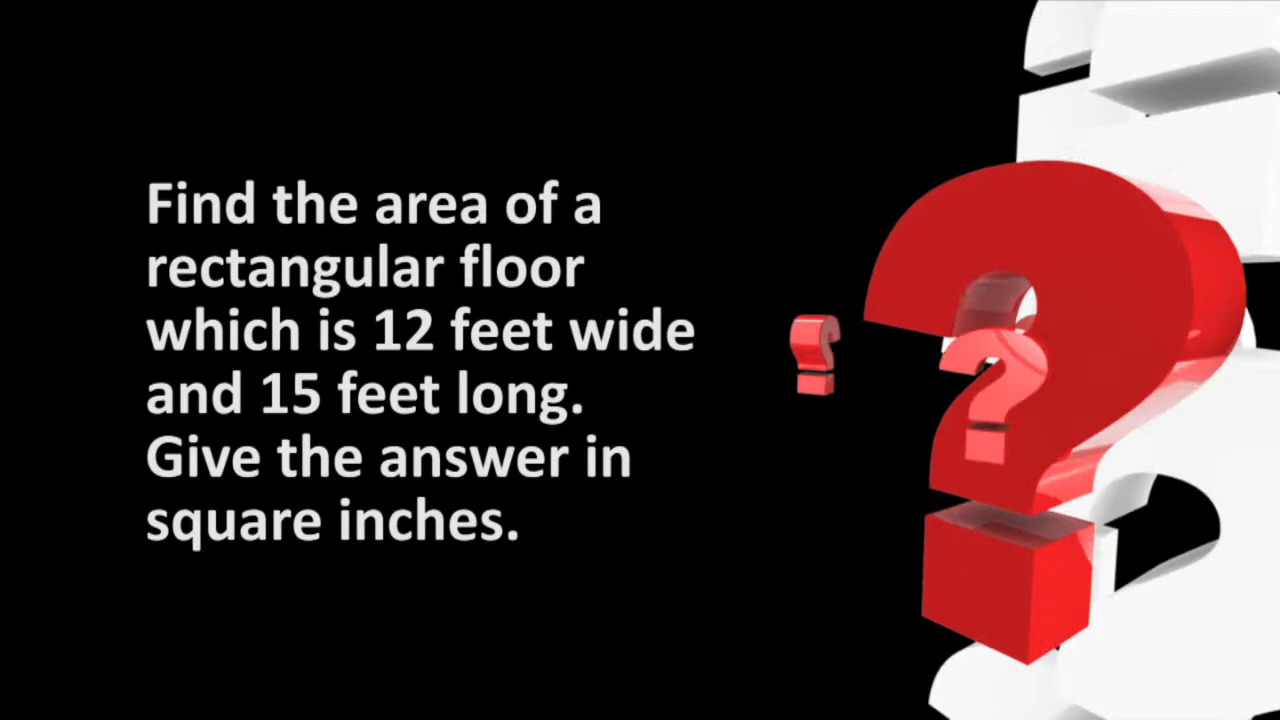 Find the area of a
rectangular floor
which is 12 feet wide
and 15 feet long.
Give the answer in
square inches.